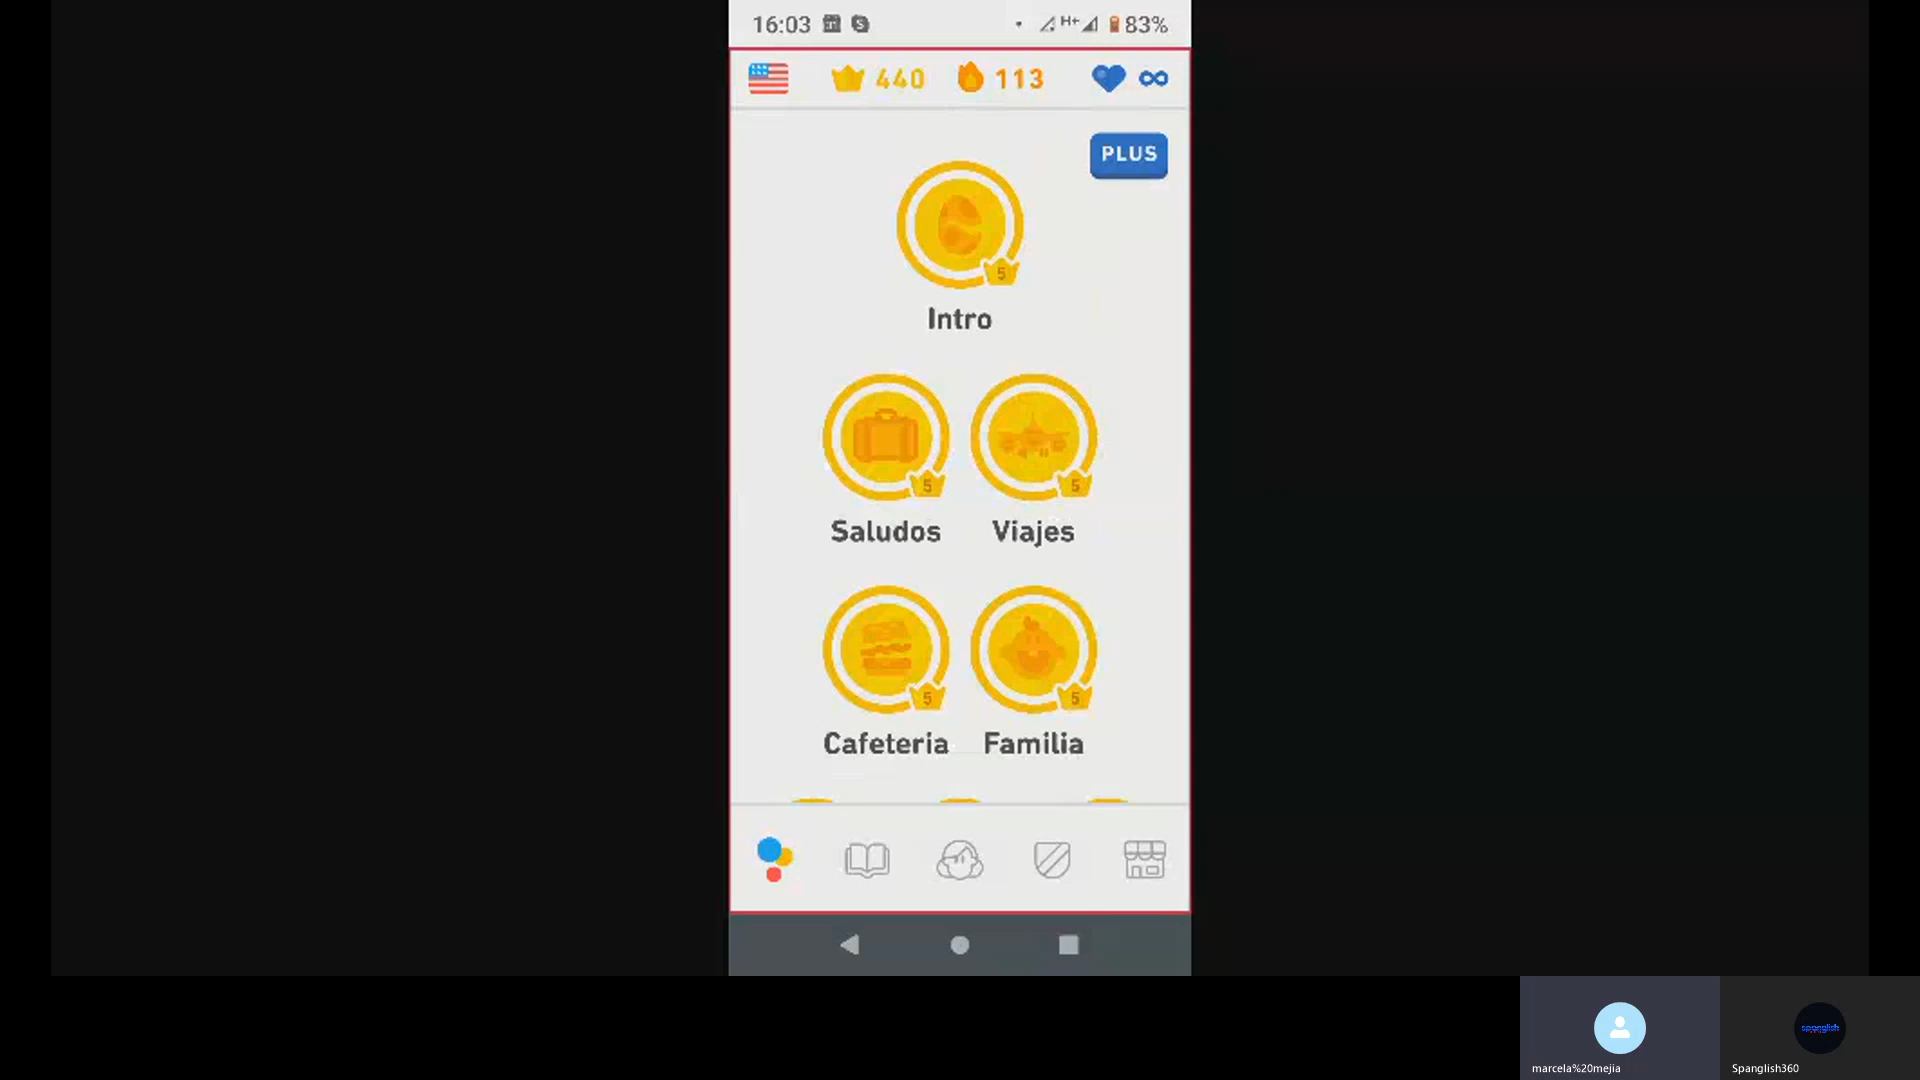 16:03 H+ 83%
440 113 ∞
PLUS
5
Intro
5 5
Saludos Viajes
5 5
Cafeteria Familia
marcela%20mejia Spanglish360